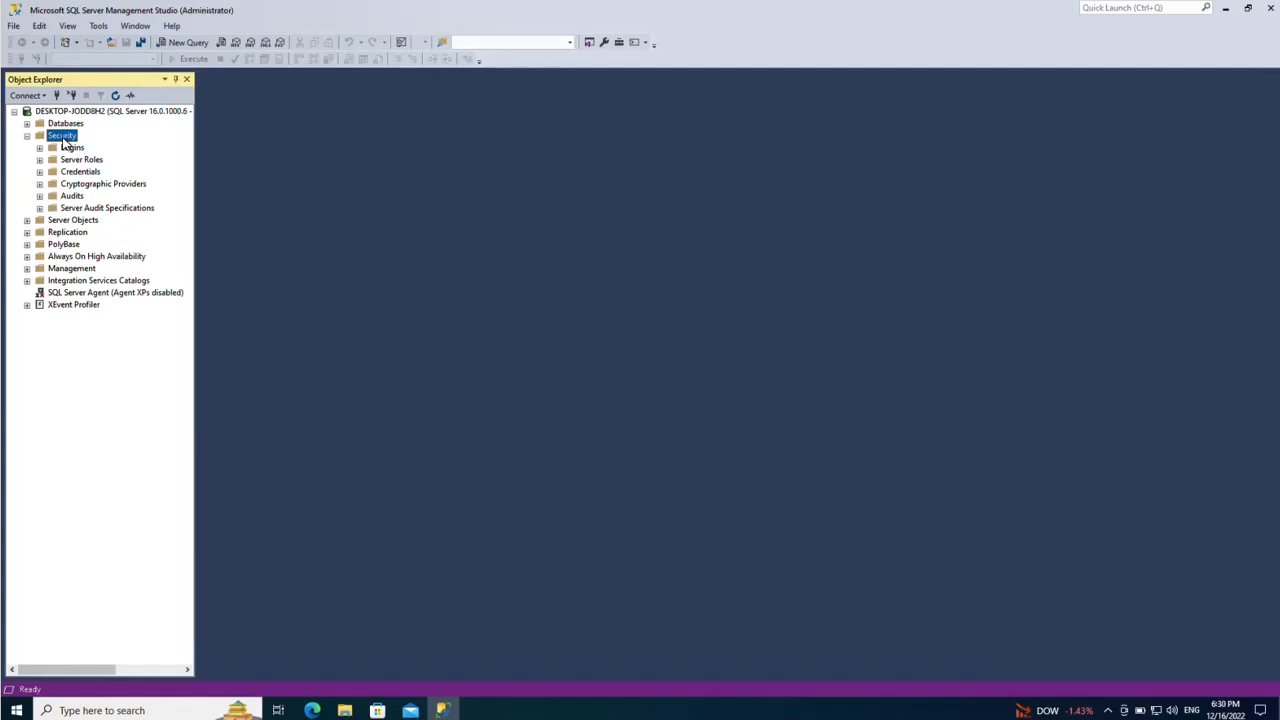 Microsoft SQL Server Management Studio (Administrator)
Quick Launch (Ctrl+Q)
File Edit View Tools Window Help
New Query
Execute
Object Explorer
Connect
DESKTOP-JODD8H2 (SQL Server 16.0.1000.6 -
Databases
Security
Logins
Server Roles
Credentials
Cryptographic Providers
Audits
Server Audit Specifications
Server Objects
Replication
PolyBase
Always On High Availability
Management
Integration Services Catalogs
SQL Server Agent (Agent XPs disabled)
XEvent Profiler
Ready
Type here to search
DOW -1.43%
ENG
6:30 PM
12/16/2022